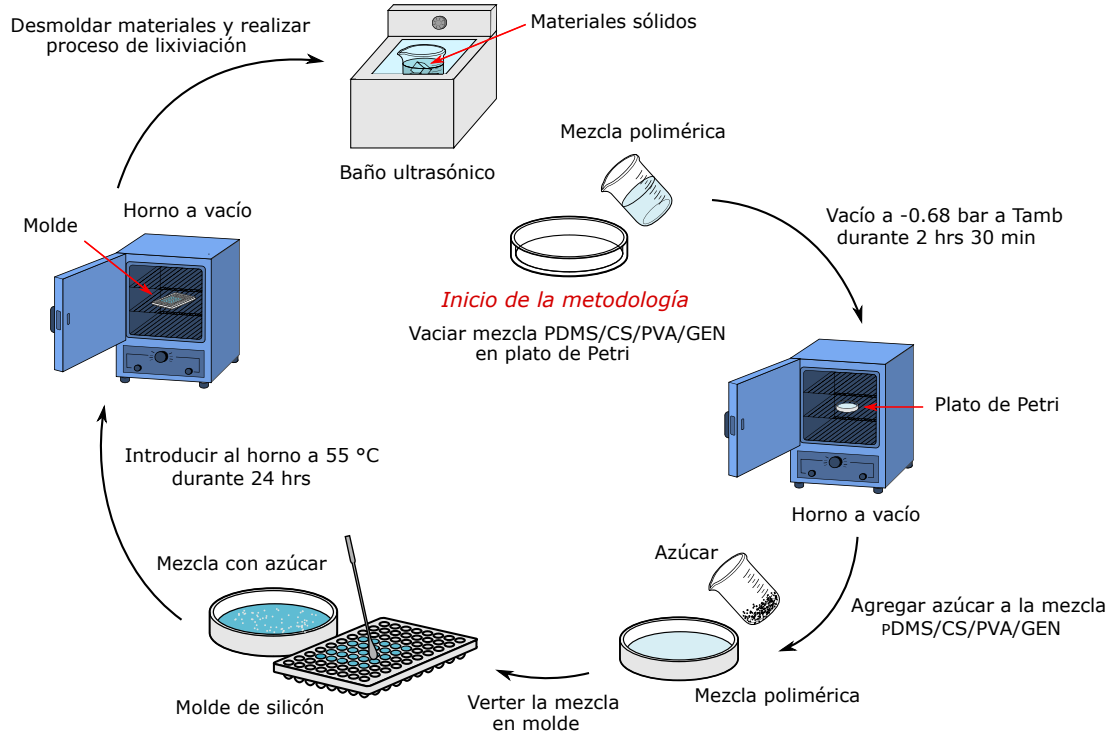 Desmoldar materiales y realizar
proceso de lixiviación
Materiales sólidos
Baño ultrasónico
Mezcla polimérica
Inicio de la metodología
Vaciar mezcla PDMS/CS/PVA/GEN
en plato de Petri
Vacío a -0.68 bar a Tamb
durante 2 hrs 30 min
Plato de Petri
Horno a vacío
Agregar azúcar a la mezcla
PDMS/CS/PVA/GEN
Azúcar
Mezcla polimérica
Verter la mezcla
en molde
Mezcla con azúcar
Molde de silicón
Introducir al horno a 55 °C
durante 24 hrs
Horno a vacío
Molde